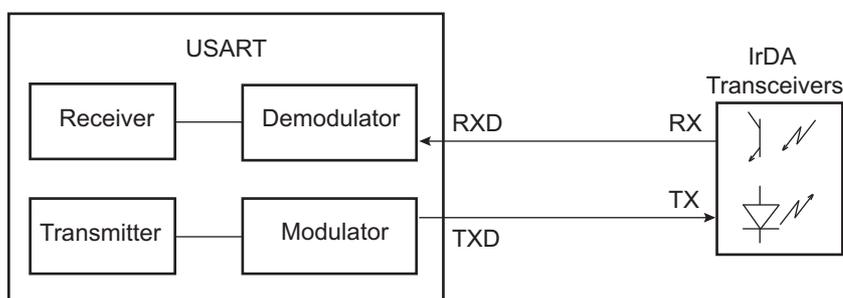 USART
IrDA
Transceivers
Receiver
Demodulator
RXD
RX
Transmitter
Modulator
TXD
TX